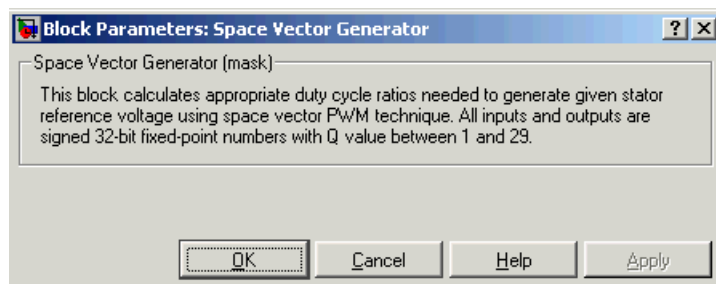 Block Parameters: Space Vector Generator
Space Vector Generator (mask)
This block calculates appropriate duty cycle ratios needed to generate given stator
reference voltage using space vector PWM technique. All inputs and outputs are
signed 32-bit fixed-point numbers with Q value between 1 and 29.
OK Cancel Help Apply